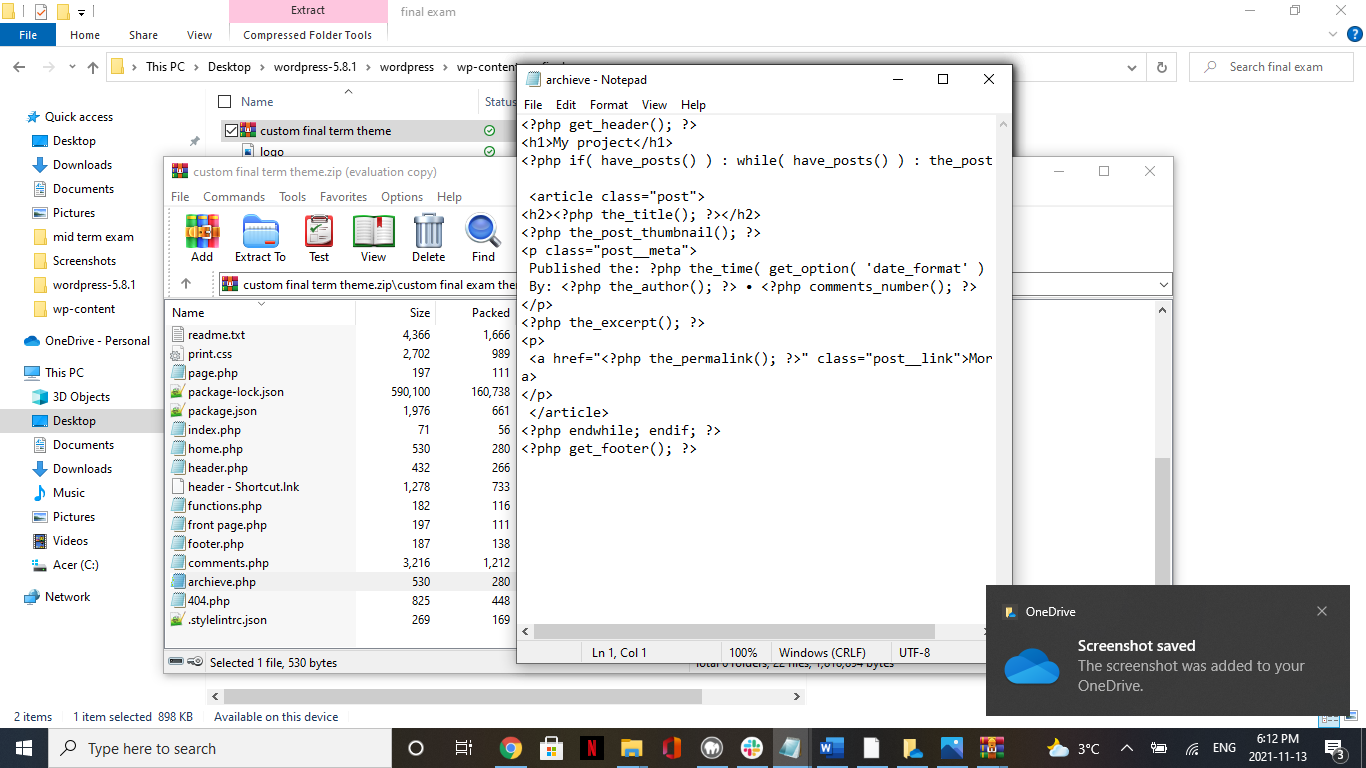 Extract
final exam
File
Home
Share
View
Compressed Folder Tools
This PC
Desktop
wordpress-5.8.1
wordpress
Search final exam
Name
Status
custom final term theme
logo
Quick access
Desktop
Downloads
Documents
Pictures
mid term exam
Screenshots
wordpress-5.8.1
wp-content
OneDrive - Personal
This PC
3D Objects
Desktop
Documents
Downloads
Music
Pictures
Videos
Acer (C:)
Network
2 items
1 item selected 898 KB
Available on this device
custom final term theme.zip (evaluation copy)
File Commands Tools Favorites Options Help
Add Extract To Test View Delete Find
custom final term theme.zip\custom final exam the
Name Size Packed
readme.txt 4,366 1,666
print.css 2,702 989
page.php 197 111
package-lock.json 590,100 160,738
package.json 1,976 661
index.php 71 56
home.php 530 280
header.php 432 266
header - Shortcut.lnk 1,278 733
functions.php 182 116
front page.php 197 111
footer.php 187 138
comments.php 3,216 1,212
archieve.php 530 280
404.php 825 448
.stylelintrc.json 269 169
Selected 1 file, 530 bytes
archieve - Notepad
File Edit Format View Help
<?php get_header(); ?>
<h1>My project</h1>
<?php if( have_posts() ) : while( have_posts() ) : the_post
<article class="post">
<h2><?php the_title(); ?></h2>
<?php the_post_thumbnail(); ?>
<p class="post__meta">
Published the: ?php the_time( get_option( 'date_format' )
By: <?php the_author(); ?> • <?php comments_number(); ?>
</p>
<?php the_excerpt(); ?>
<p>
<a href="<?php the_permalink(); ?>" class="post__link">Mor
a>
</p>
</article>
<?php endwhile; endif; ?>
<?php get_footer(); ?>
Ln 1, Col 1
100%
Windows (CRLF)
UTF-8
OneDrive
Screenshot saved
The screenshot was added to your
OneDrive.
Type here to search
3°C
ENG
6:12 PM
2021-11-13
3